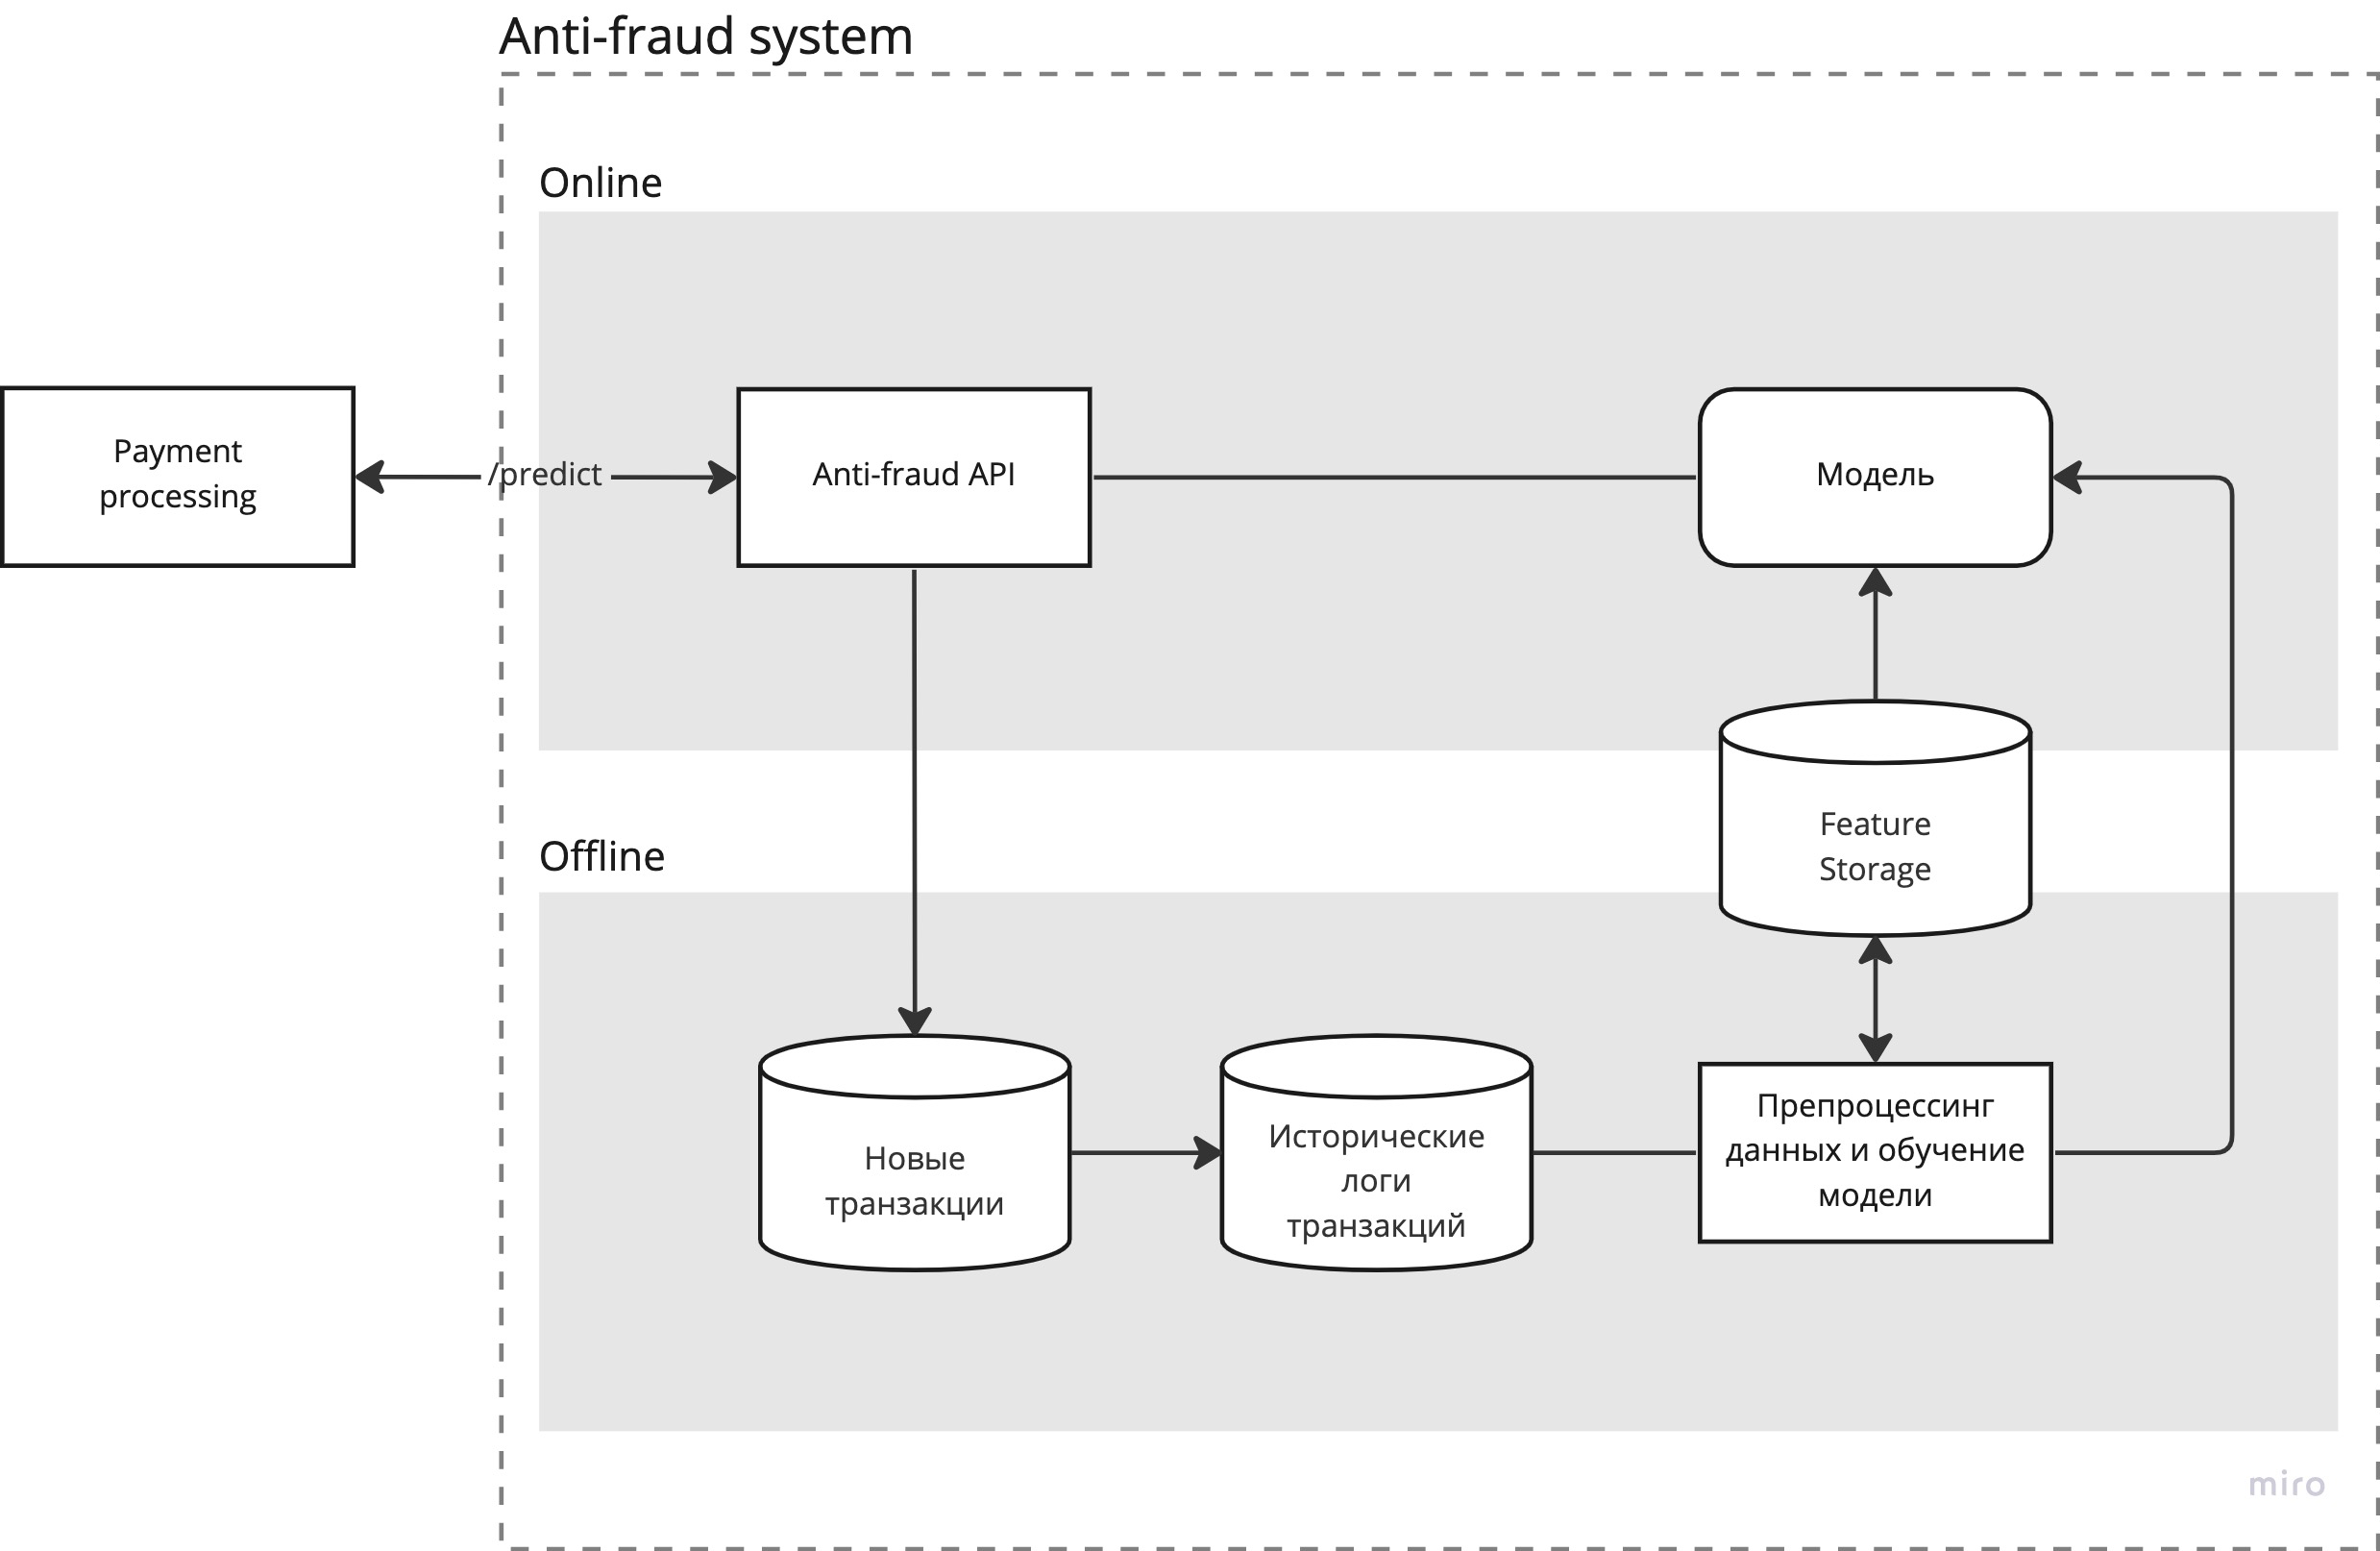 Anti-fraud system
Online
Payment
processing
/predict
Anti-fraud API
Модель
Feature
Storage
Offline
Новые
транзакции
Исторические
логи
транзакций
Препроцессинг
данных и обучение
модели
miro